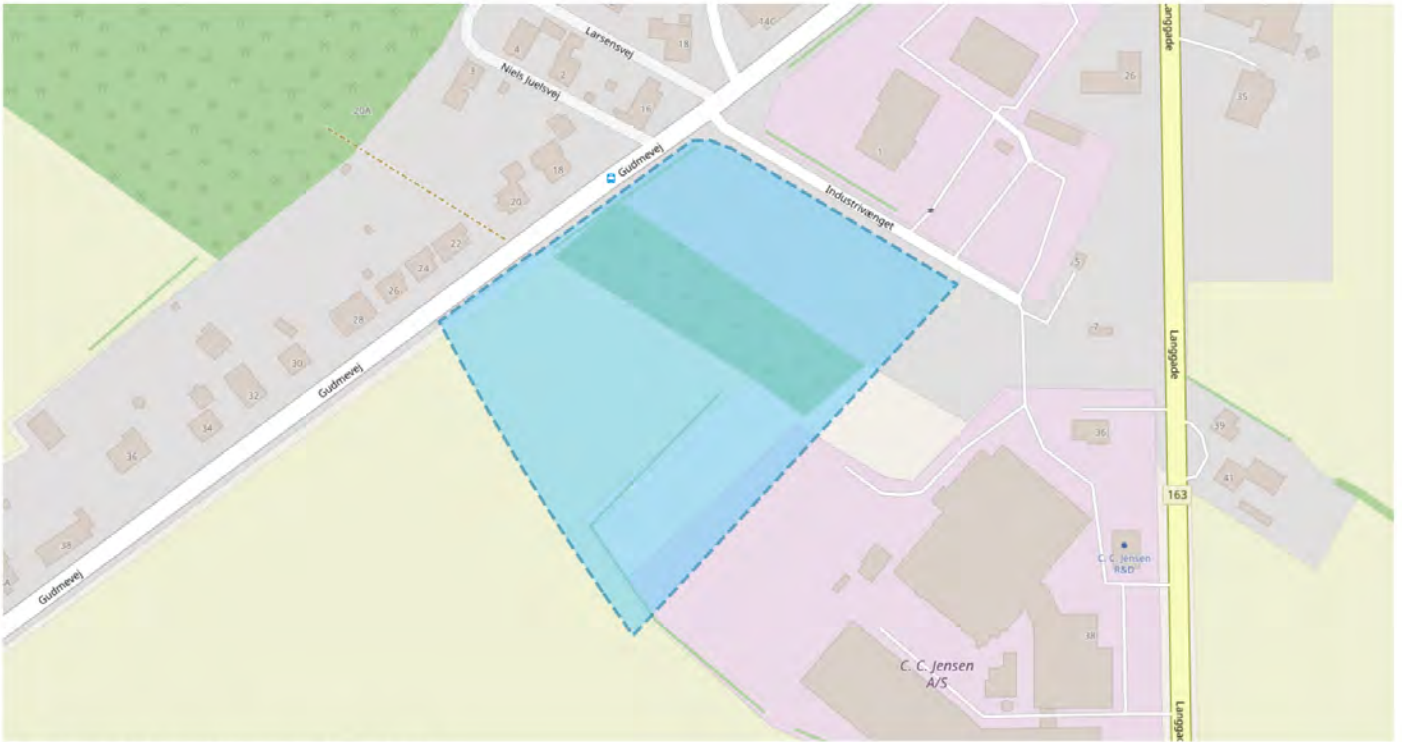 14C
Langgade
Larsensvej
18
4
2
3
Niels Juelsvej
26
35
16
20A
1
Gudmevej
18
Industrivænget
20
22
5
24
26
28
7
30
Langgade
Gudmevej
32
34
36
39
36
41
163
38
C. C. Jensen
R&D
Gudmevej
38
C. C. Jensen
A/S